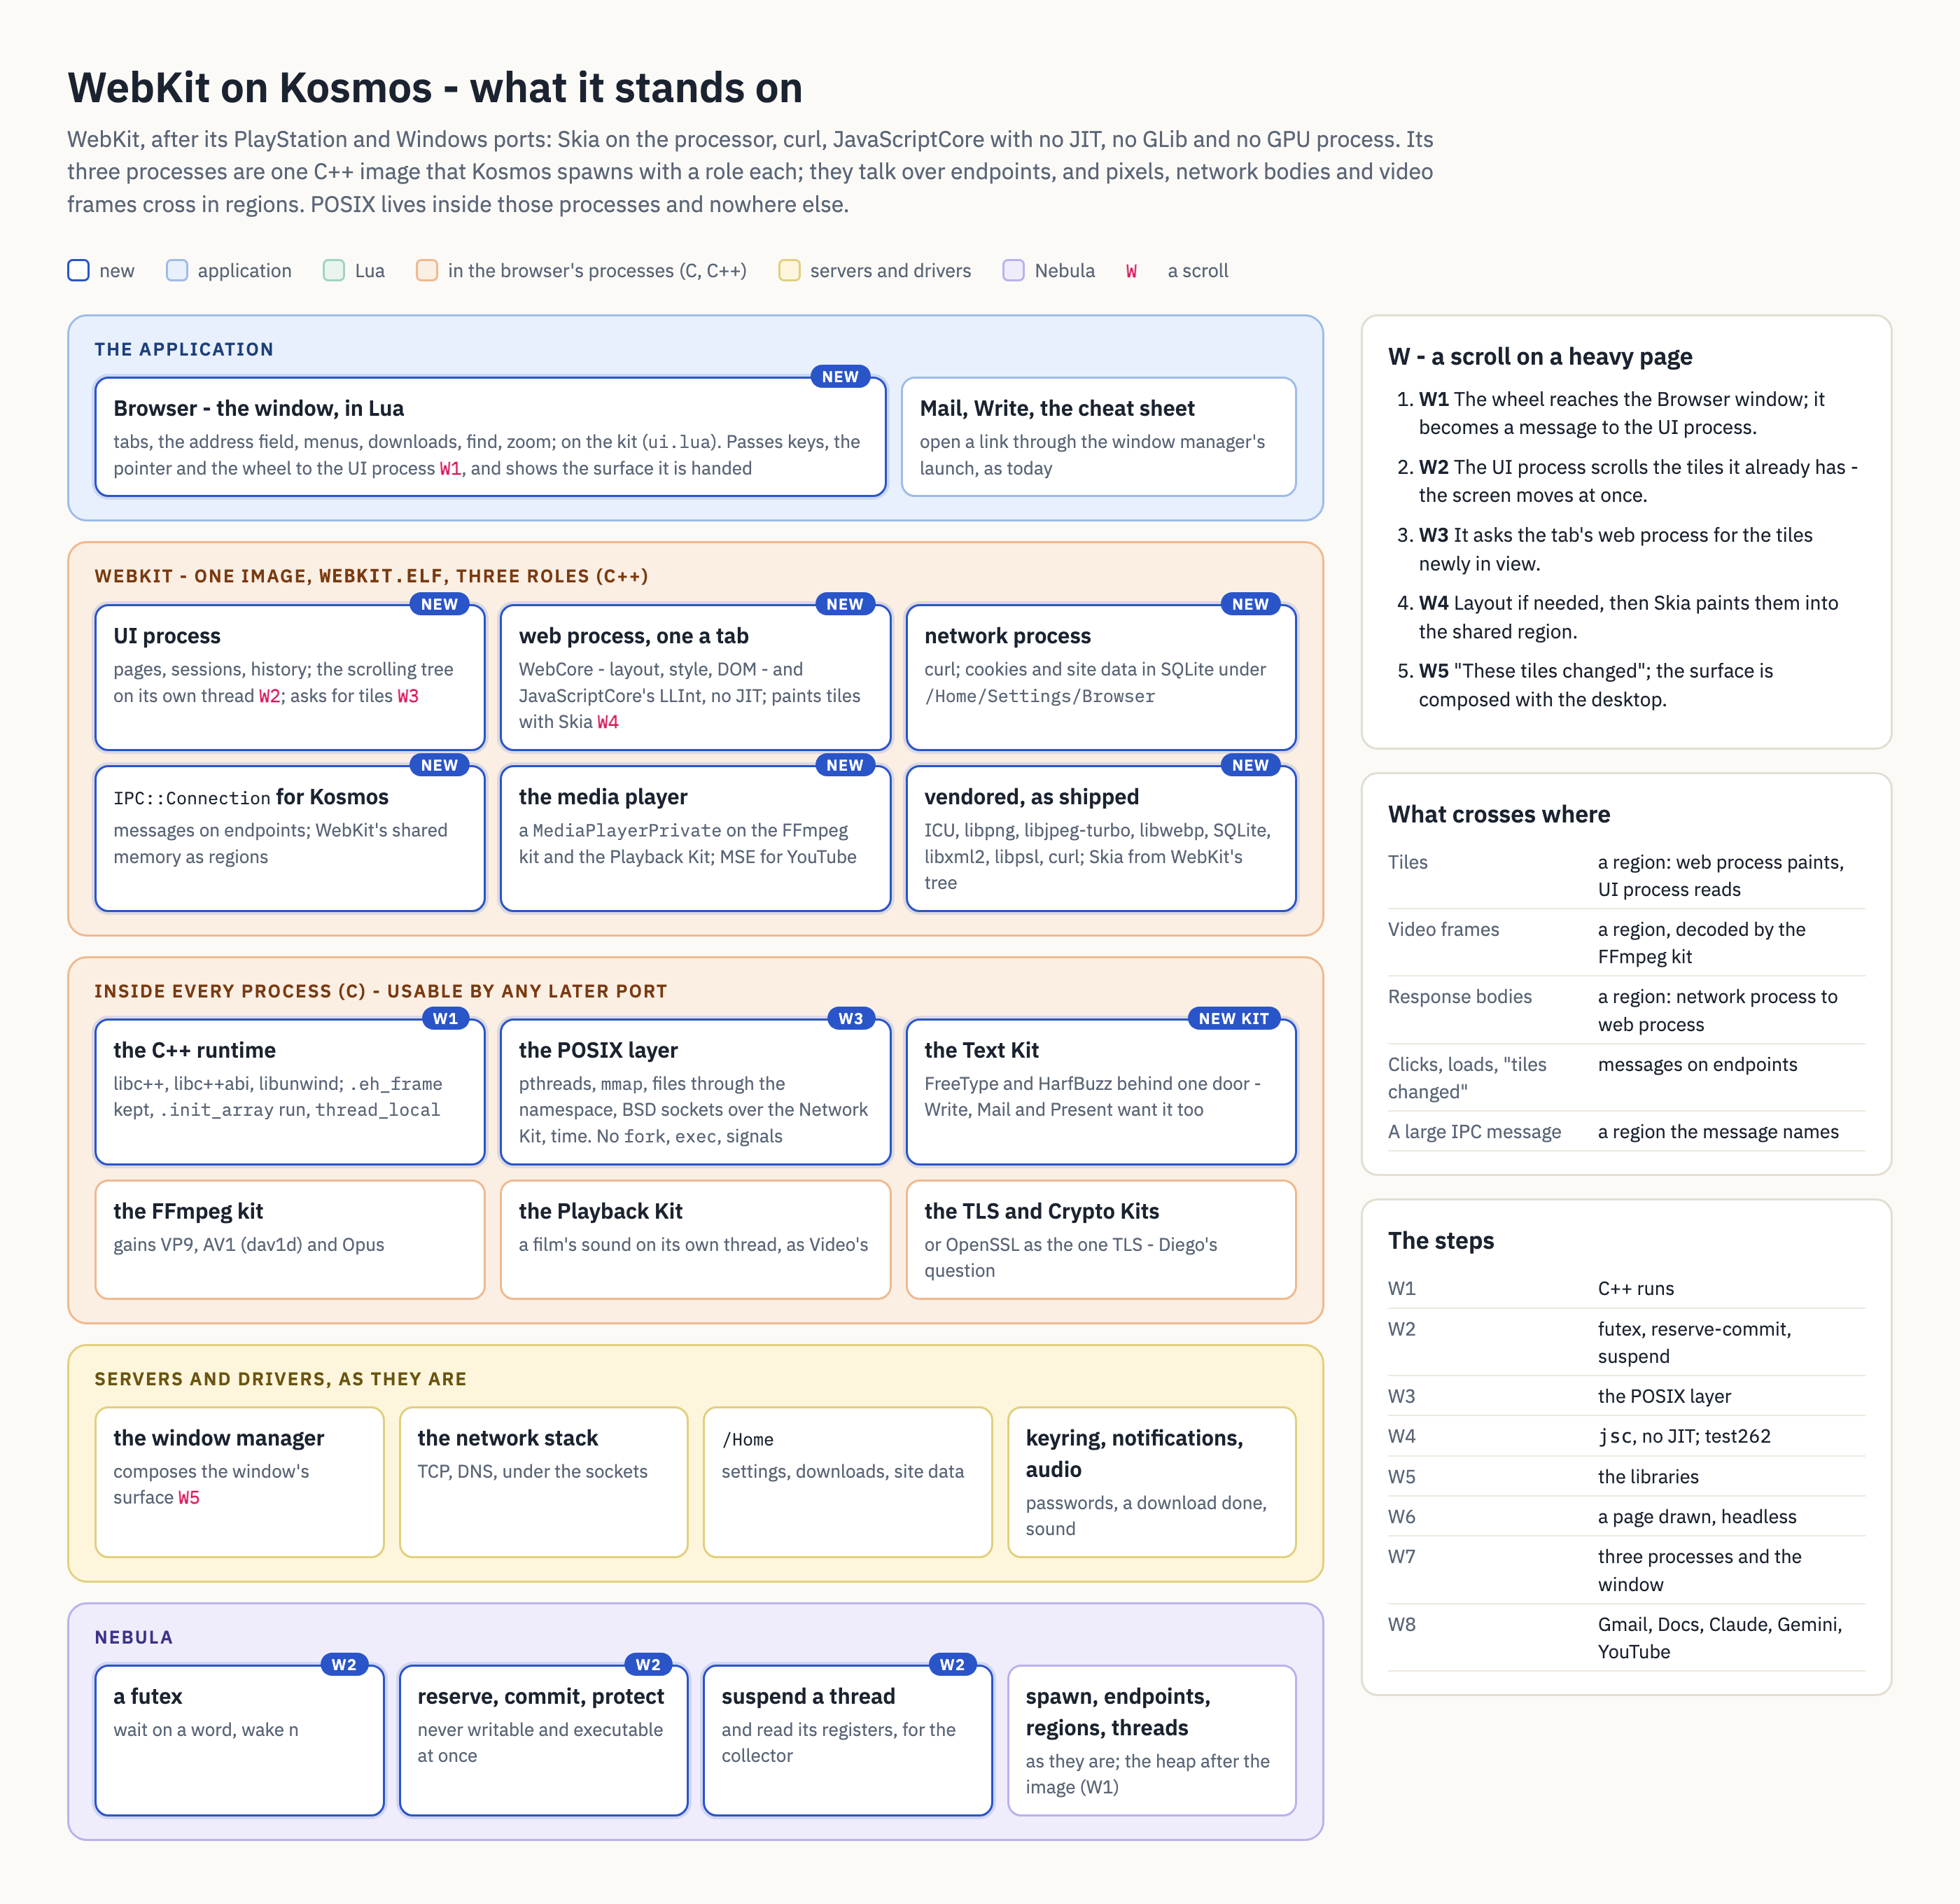 WebKit on Kosmos - what it stands on
WebKit, after its PlayStation and Windows ports: Skia on the processor, curl, JavaScriptCore with no JIT, no GLib and no GPU process. Its
three processes are one C++ image that Kosmos spawns with a role each; they talk over endpoints, and pixels, network bodies and video
frames cross in regions. POSIX lives inside those processes and nowhere else.
new
application
Lua
in the browser's processes (C, C++)
servers and drivers
Nebula
W
a scroll
THE APPLICATION
NEW
Browser - the window, in Lua
tabs, the address field, menus, downloads, find, zoom; on the kit (ui.lua). Passes keys, the
pointer and the wheel to the UI process W1, and shows the surface it is handed
Mail, Write, the cheat sheet
open a link through the window manager's
launch, as today
WEBKIT - ONE IMAGE, WEBKIT.ELF, THREE ROLES (C++)
NEW
UI process
pages, sessions, history; the scrolling tree
on its own thread W2; asks for tiles W3
NEW
web process, one a tab
WebCore - layout, style, DOM - and
JavaScriptCore's LLInt, no JIT; paints tiles
with Skia W4
NEW
network process
curl; cookies and site data in SQLite under
/Home/Settings/Browser
NEW
IPC::Connection for Kosmos
messages on endpoints; WebKit's shared
memory as regions
NEW
the media player
a MediaPlayerPrivate on the FFmpeg
kit and the Playback Kit; MSE for YouTube
NEW
vendored, as shipped
ICU, libpng, libjpeg-turbo, libwebp, SQLite,
libxml2, libpsl, curl; Skia from WebKit's
tree
INSIDE EVERY PROCESS (C) - USABLE BY ANY LATER PORT
W1
the C++ runtime
libc++, libc++abi, libunwind; .eh_frame
kept, .init_array run, thread_local
W3
the POSIX layer
pthreads, mmap, files through the
namespace, BSD sockets over the Network
Kit, time. No fork, exec, signals
NEW KIT
the Text Kit
FreeType and HarfBuzz behind one door -
Write, Mail and Present want it too
the FFmpeg kit
gains VP9, AV1 (dav1d) and Opus
the Playback Kit
a film's sound on its own thread, as Video's
the TLS and Crypto Kits
or OpenSSL as the one TLS - Diego's
question
SERVERS AND DRIVERS, AS THEY ARE
the window manager
composes the window's
surface W5
the network stack
TCP, DNS, under the sockets
/Home
settings, downloads, site data
keyring, notifications,
audio
passwords, a download done,
sound
NEBULA
W2
a futex
wait on a word, wake n
W2
reserve, commit, protect
never writable and executable
at once
W2
suspend a thread
and read its registers, for the
collector
spawn, endpoints,
regions, threads
as they are; the heap after the
image (W1)
W - a scroll on a heavy page
1. W1 The wheel reaches the Browser window; it
becomes a message to the UI process.
2. W2 The UI process scrolls the tiles it already has -
the screen moves at once.
3. W3 It asks the tab's web process for the tiles
newly in view.
4. W4 Layout if needed, then Skia paints them into
the shared region.
5. W5 "These tiles changed"; the surface is
composed with the desktop.
What crosses where
Tiles
a region: web process paints,
UI process reads
Video frames
a region, decoded by the
FFmpeg kit
Response bodies
a region: network process to
web process
Clicks, loads, "tiles
changed"
messages on endpoints
A large IPC message
a region the message names
The steps
W1
C++ runs
W2
futex, reserve-commit,
suspend
W3
the POSIX layer
W4
jsc, no JIT; test262
W5
the libraries
W6
a page drawn, headless
W7
three processes and the
window
W8
Gmail, Docs, Claude, Gemini,
YouTube